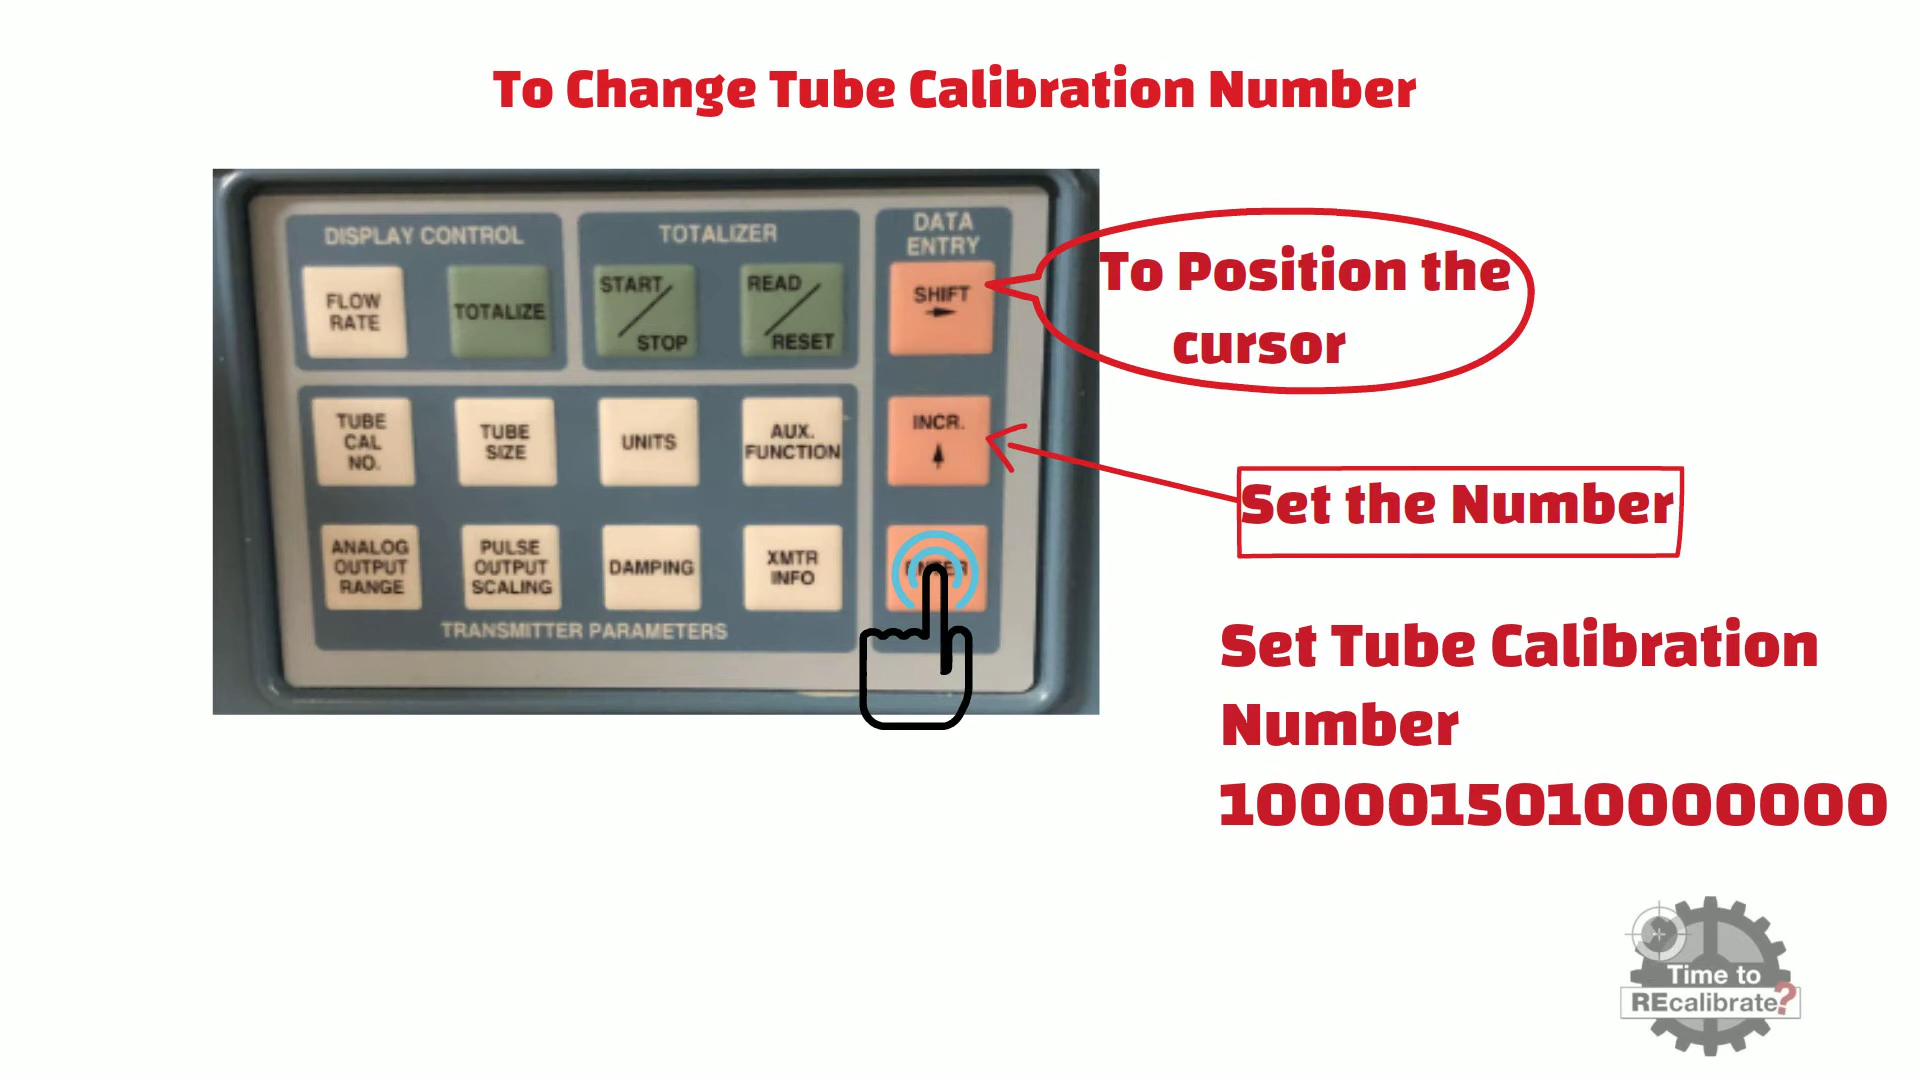 To Change Tube Calibration Number
DISPLAY CONTROL
FLOW
RATE
TOTALIZE
TOTALIZER
START
STOP
READ
RESET
DATA
ENTRY
SHIFT
To Position the
cursor
TUBE
CAL
NO.
TUBE
SIZE
UNITS
AUX.
FUNCTION
INCR.
Set the Number
ANALOG
OUTPUT
RANGE
PULSE
OUTPUT
SCALING
DAMPING
XMTR
INFO
ENTER
TRANSMITTER PARAMETERS
Set Tube Calibration
Number
1000015010000000
Time to
REcalibrate?